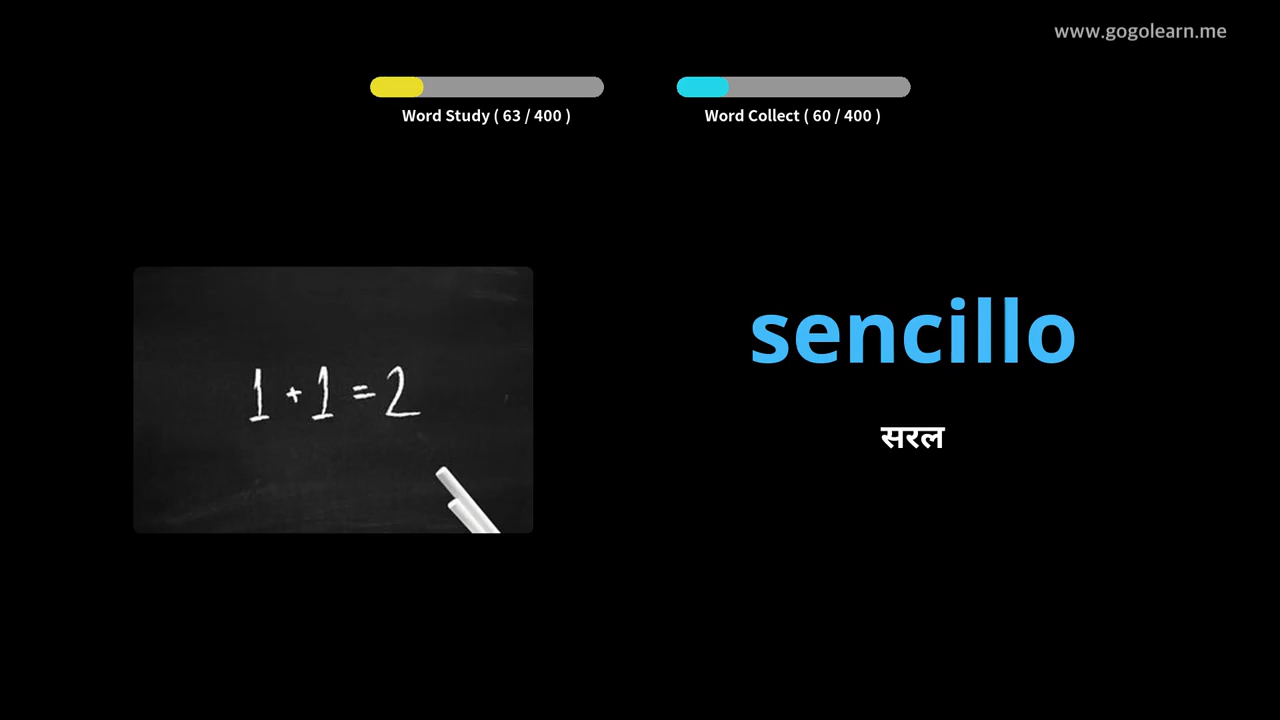 www.gogolearn.me
Word Study ( 63 / 400 )
Word Collect ( 60 / 400 )
1 + 1 = 2
sencillo
सरल